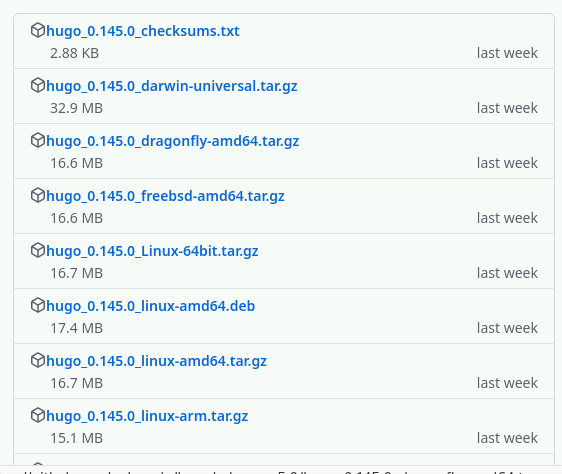 hugo_0.145.0_checksums.txt
2.88 KB last week
hugo_0.145.0_darwin-universal.tar.gz
32.9 MB last week
hugo_0.145.0_dragonfly-amd64.tar.gz
16.6 MB last week
hugo_0.145.0_freebsd-amd64.tar.gz
16.6 MB last week
hugo_0.145.0_Linux-64bit.tar.gz
16.7 MB last week
hugo_0.145.0_linux-amd64.deb
17.4 MB last week
hugo_0.145.0_linux-amd64.tar.gz
16.7 MB last week
hugo_0.145.0_linux-arm.tar.gz
15.1 MB last week